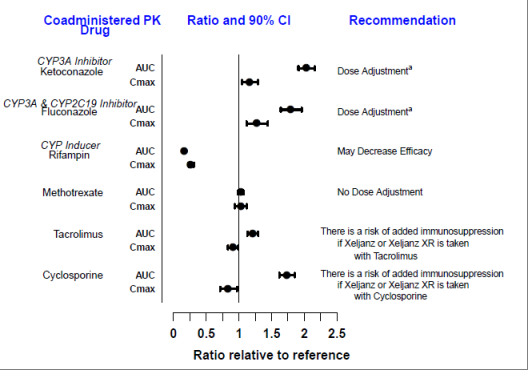 Coadministered PK Ratio and 90% CI Recommendation
Drug
CYP3A Inhibitor
Ketoconazole AUC Dose Adjustmentª
Cmax
CYP3A & CYP2C19 Inhibitor
Fluconazole AUC Dose Adjustmentª
Cmax
CYP Inducer
Rifampin AUC May Decrease Efficacy
Cmax
Methotrexate AUC No Dose Adjustment
Cmax
Tacrolimus AUC There is a risk of added immunosuppression
Cmax if Xeljanz or Xeljanz XR is taken
with Tacrolimus
Cyclosporine AUC There is a risk of added immunosuppression
Cmax if Xeljanz or Xeljanz XR is taken
with Cyclosporine
0 0.5 1 1.5 2 2.5
Ratio relative to reference